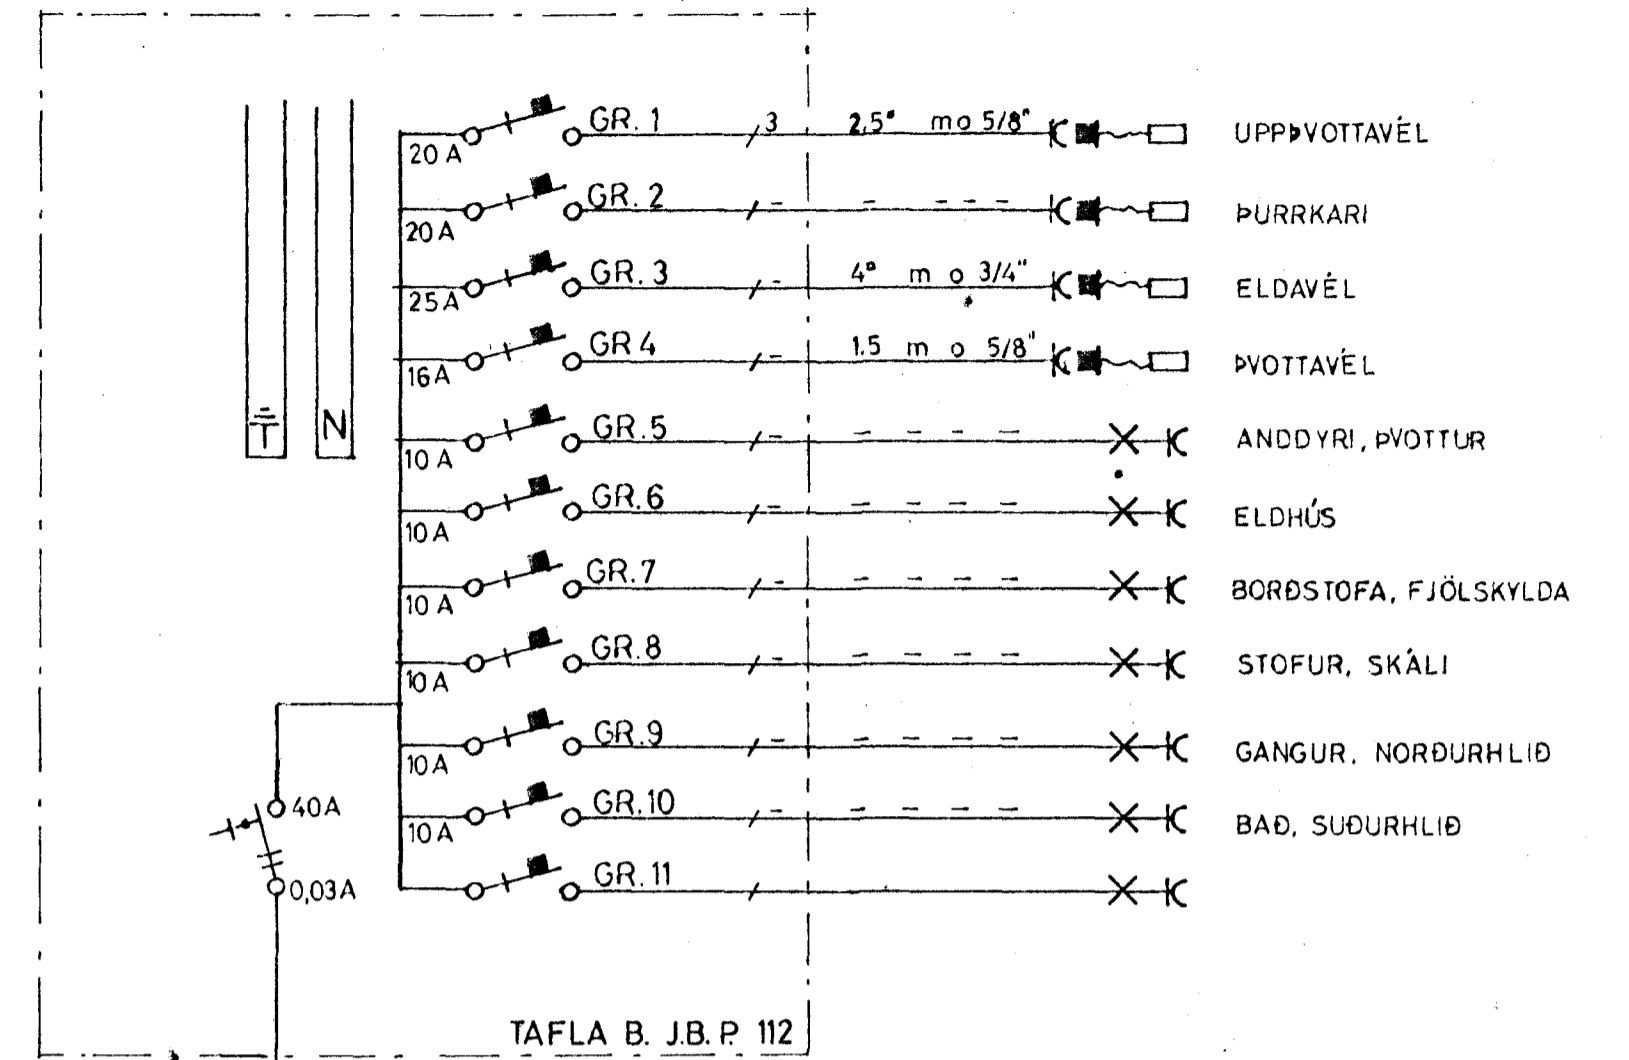 GR. 1 3 2,5▫ mo 5/8" UPPÞVOTTAVÉL
20 A
GR. 2 - - - - - ÞURRKARI
20 A
GR. 3 - 4▫ m o 3/4" ELDAVÉL
25A
GR 4 - 1.5 m o 5/8" ÞVOTTAVÉL
16 A
T N
GR. 5 - - - - - ANDDYRI, ÞVOTTUR
10 A
GR. 6 - - - - - ELDHÚS
10 A
GR. 7 - - - - - BORÐSTOFA, FJÖLSKYLDA
10 A
GR. 8 - - - - - STOFUR, SKÁLI
10 A
GR. 9 - - - - - GANGUR, NORÐURHLIÐ
10 A
40A
GR. 10 - - - - - BAÐ, SUÐURHLIÐ
10 A
0,03A
GR. 11
TAFLA B. J.B.P. 112